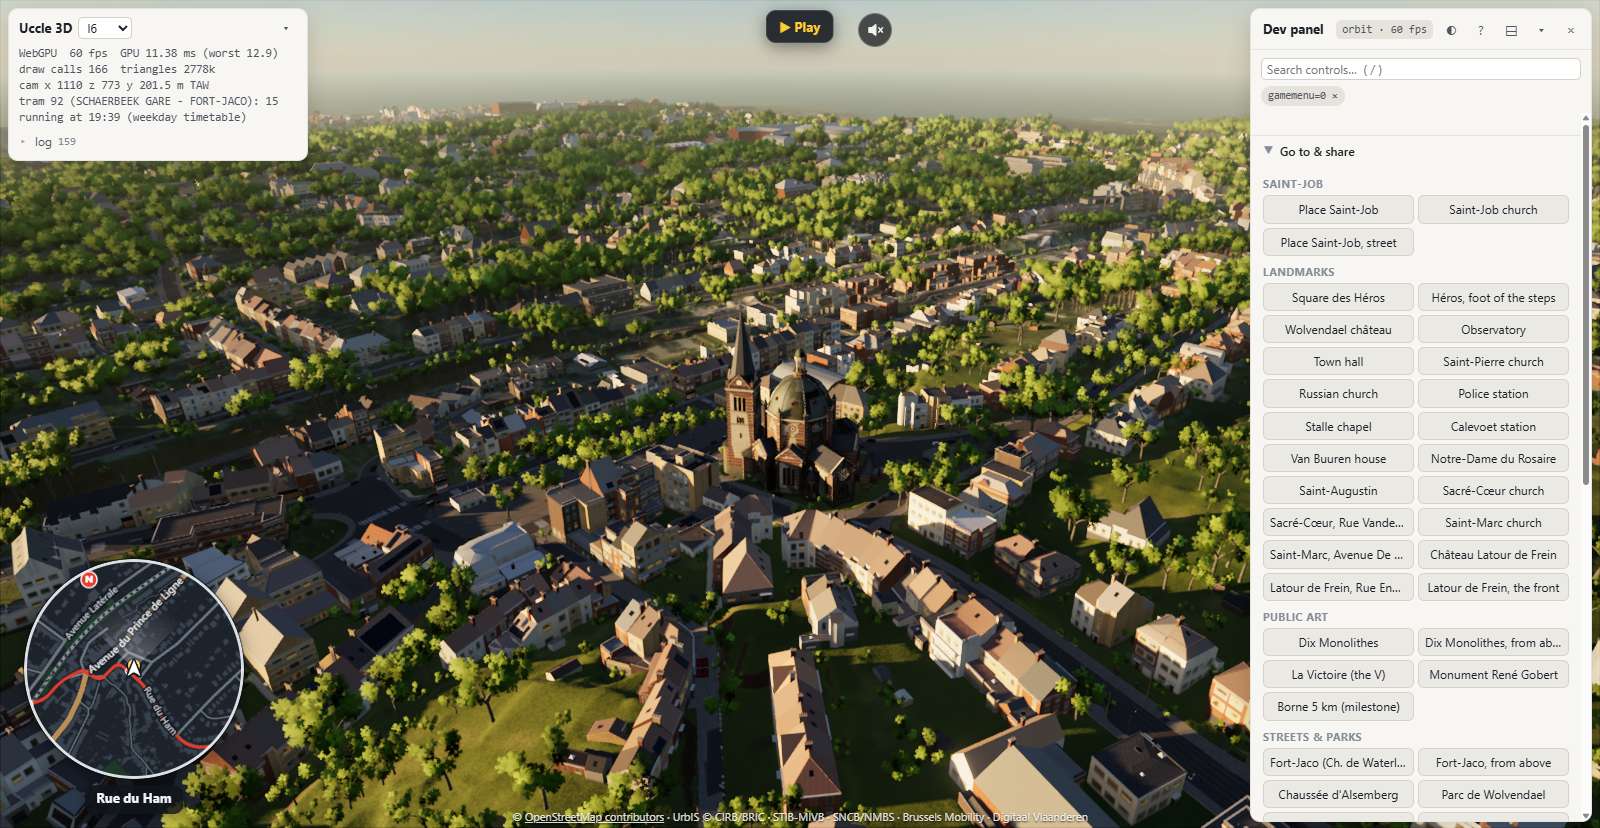 Uccle 3D l6
WebGPU 60 fps GPU 11.38 ms (worst 12.9)
draw calls 166 triangles 2778k
cam x 1110 z 773 y 201.5 m TAW
tram 92 (SCHAERBEEK GARE - FORT-JACO): 15
running at 19:39 (weekday timetable)
log 159
Play
Dev panel orbit · 60 fps ?
Search controls... (/)
gamemenu=0 ×
Go to & share
SAINT-JOB
Place Saint-Job
Saint-Job church
Place Saint-Job, street
LANDMARKS
Square des Héros
Héros, foot of the steps
Wolvendael château
Observatory
Town hall
Saint-Pierre church
Russian church
Police station
Stalle chapel
Calevoet station
Van Buuren house
Notre-Dame du Rosaire
Saint-Augustin
Sacré-Cœur church
Sacré-Cœur, Rue Vande...
Saint-Marc church
Saint-Marc, Avenue De ...
Château Latour de Frein
Latour de Frein, Rue En...
Latour de Frein, the front
PUBLIC ART
Dix Monolithes
Dix Monolithes, from ab...
La Victoire (the V)
Monument René Gobert
Borne 5 km (milestone)
STREETS & PARKS
Fort-Jaco (Ch. de Waterl...
Fort-Jaco, from above
Chaussée d'Alsemberg
Parc de Wolvendael
N
Avenue Latérale
Avenue du Prince de Ligne
Rue du Ham
Rue du Ham
© OpenStreetMap contributors · UrbIS © CIRB/BRIC · STIB-MIVB · SNCB/NMBS · Brussels Mobility · Digitaal Vlaanderen